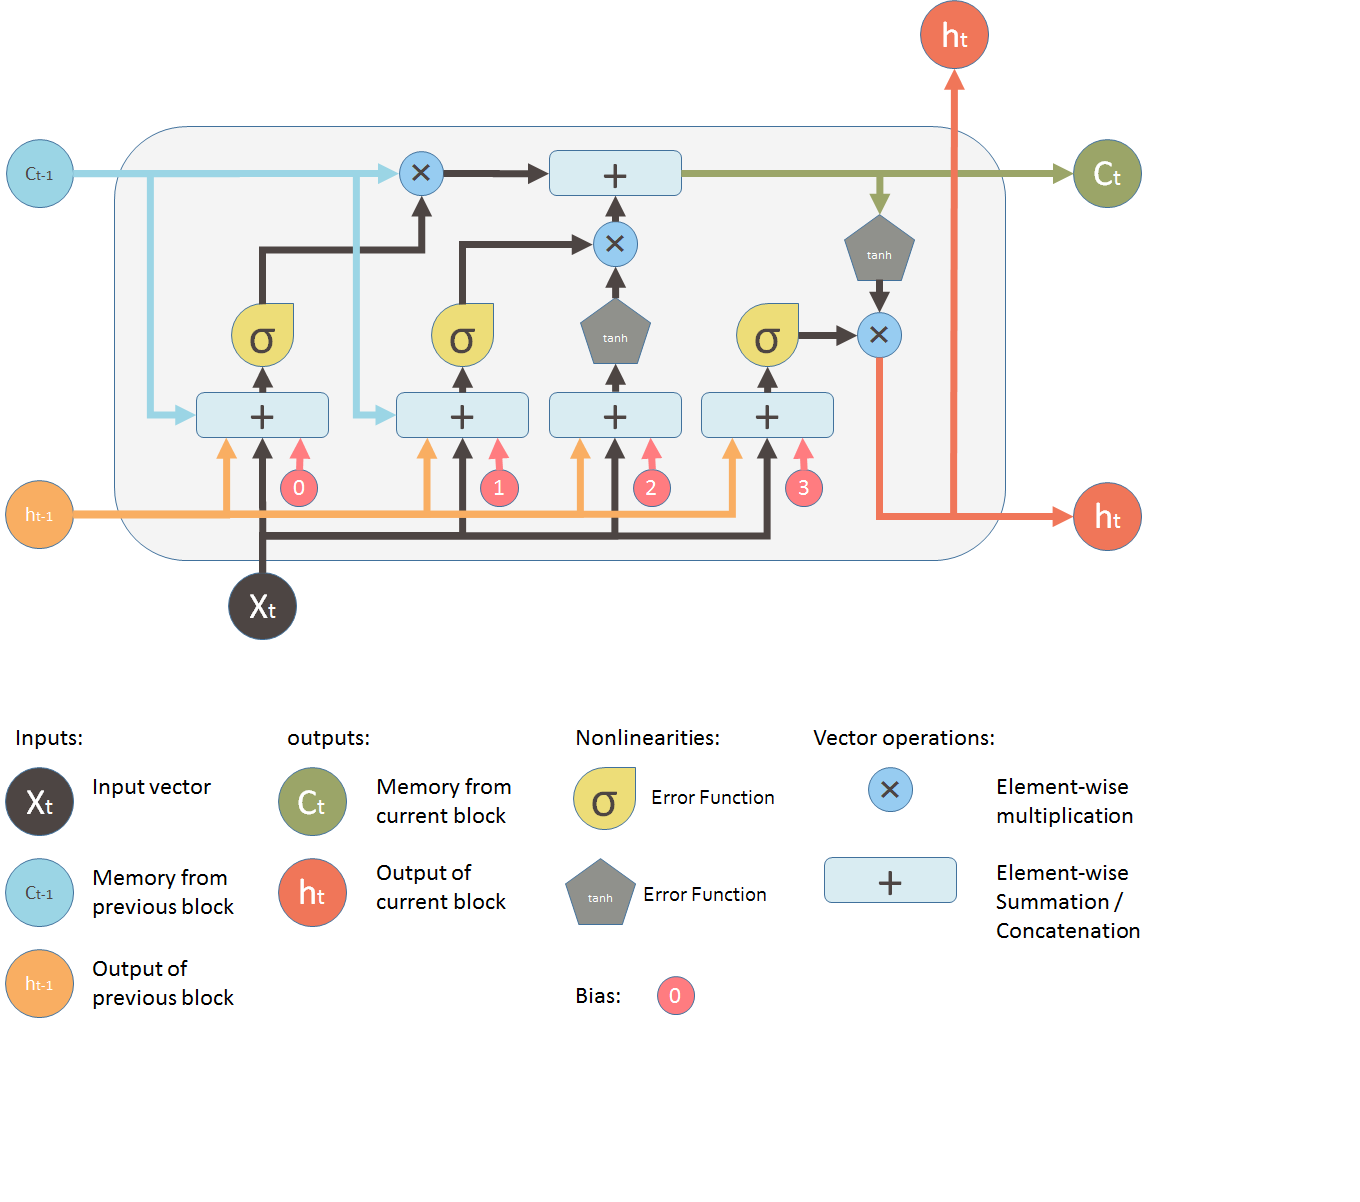 ht
Ct-1
×
+
Ct
×
tanh
σ
σ
tanh
σ
×
+
+
+
+
0
1
2
3
ht-1
ht
Xt
Inputs:
outputs:
Nonlinearities:
Vector operations:
Xt
Input vector
Ct
Memory from
current block
σ
Error Function
×
Element-wise
multiplication
Ct-1
Memory from
previous block
ht
Output of
current block
tanh
Error Function
+
Element-wise
Summation /
Concatenation
ht-1
Output of
previous block
Bias:
0